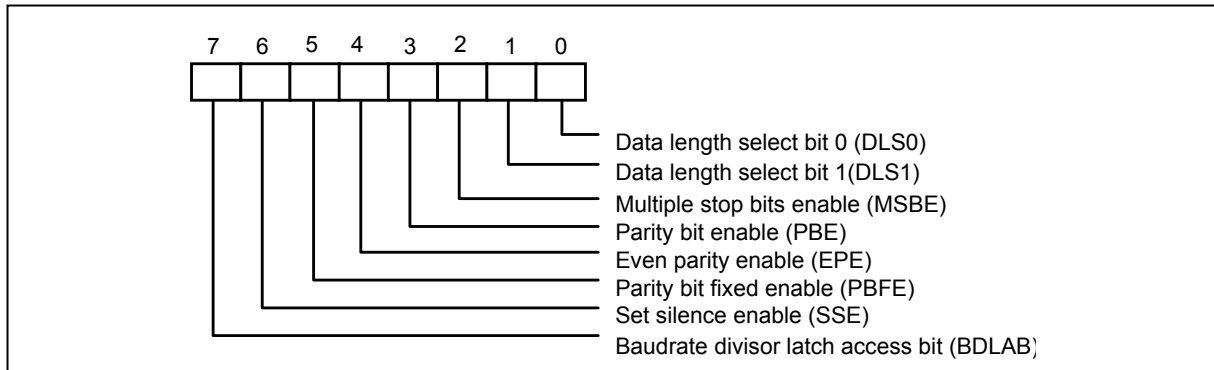 7 6 5 4 3 2 1 0
Data length select bit 0 (DLS0)
Data length select bit 1(DLS1)
Multiple stop bits enable (MSBE)
Parity bit enable (PBE)
Even parity enable (EPE)
Parity bit fixed enable (PBFE)
Set silence enable (SSE)
Baudrate divisor latch access bit (BDLAB)